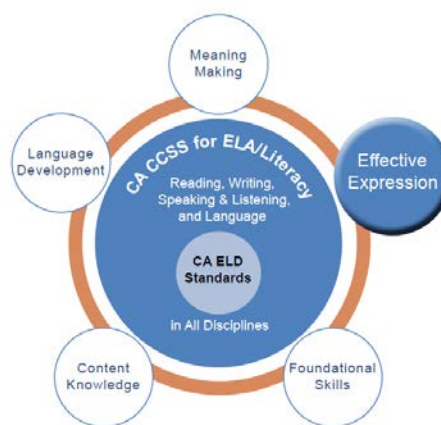 Meaning
Making
Effective
Expression
Language
Development
CA CCSS for ELA/Literacy
Reading, Writing,
Speaking & Listening,
and Language
CA ELD
Standards
In All Disciplines
Content
Knowledge
Foundational
Skills